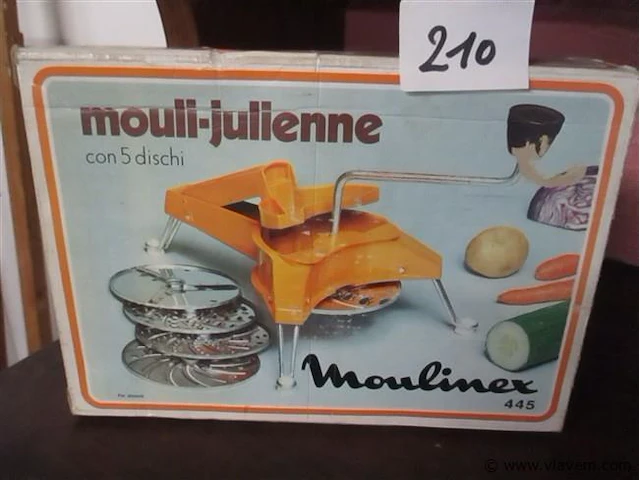 210
mouli-julienne
con 5 dischi
Moulinex
445
© www.vlavem.com